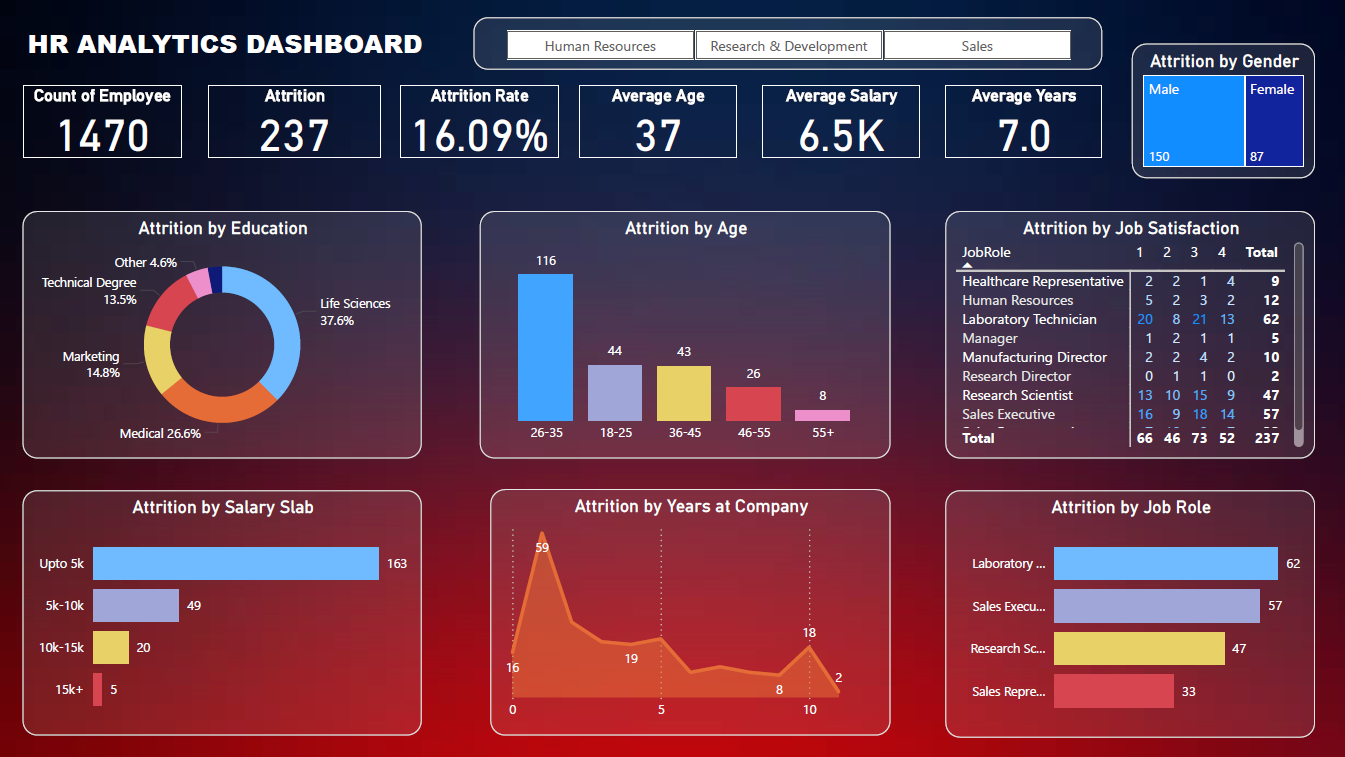 HR ANALYTICS DASHBOARD
Human Resources
Research & Development
Sales
Count of Employee
1470
Attrition
237
Attrition Rate
16.09%
Average Age
37
Average Salary
6.5K
Average Years
7.0
Attrition by Gender
Male
Female
150
87
Attrition by Education
Other 4.6%
Technical Degree
13.5%
Life Sciences
37.6%
Marketing
14.8%
Medical 26.6%
Attrition by Age
116
44
43
26
8
26-35
18-25
36-45
46-55
55+
Attrition by Job Satisfaction
JobRole 1 2 3 4 Total
Healthcare Representative 2 2 1 4 9
Human Resources 5 2 3 2 12
Laboratory Technician 20 8 21 13 62
Manager 1 2 1 1 5
Manufacturing Director 2 2 4 2 10
Research Director 0 1 1 0 2
Research Scientist 13 10 15 9 47
Sales Executive 16 9 18 14 57
Total 66 46 73 52 237
Attrition by Salary Slab
Upto 5k 163
5k-10k 49
10k-15k 20
15k+ 5
Attrition by Years at Company
59
16
19
18
8
2
0
5
10
Attrition by Job Role
Laboratory ... 62
Sales Execu... 57
Research Sc... 47
Sales Repre... 33